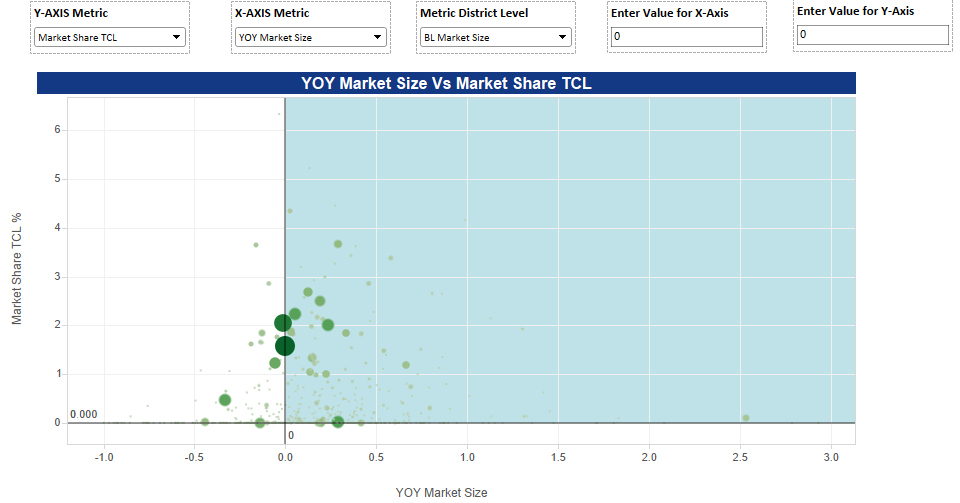 Y-AXIS Metric
Market Share TCL
X-AXIS Metric
YOY Market Size
Metric District Level
BL Market Size
Enter Value for X-Axis
0
Enter Value for Y-Axis
0
YOY Market Size Vs Market Share TCL
Market Share TCL %
6
5
4
3
2
1
0
0 000
0
-1.0 -0.5 0.0 0.5 1.0 1.5 2.0 2.5 3.0
YOY Market Size